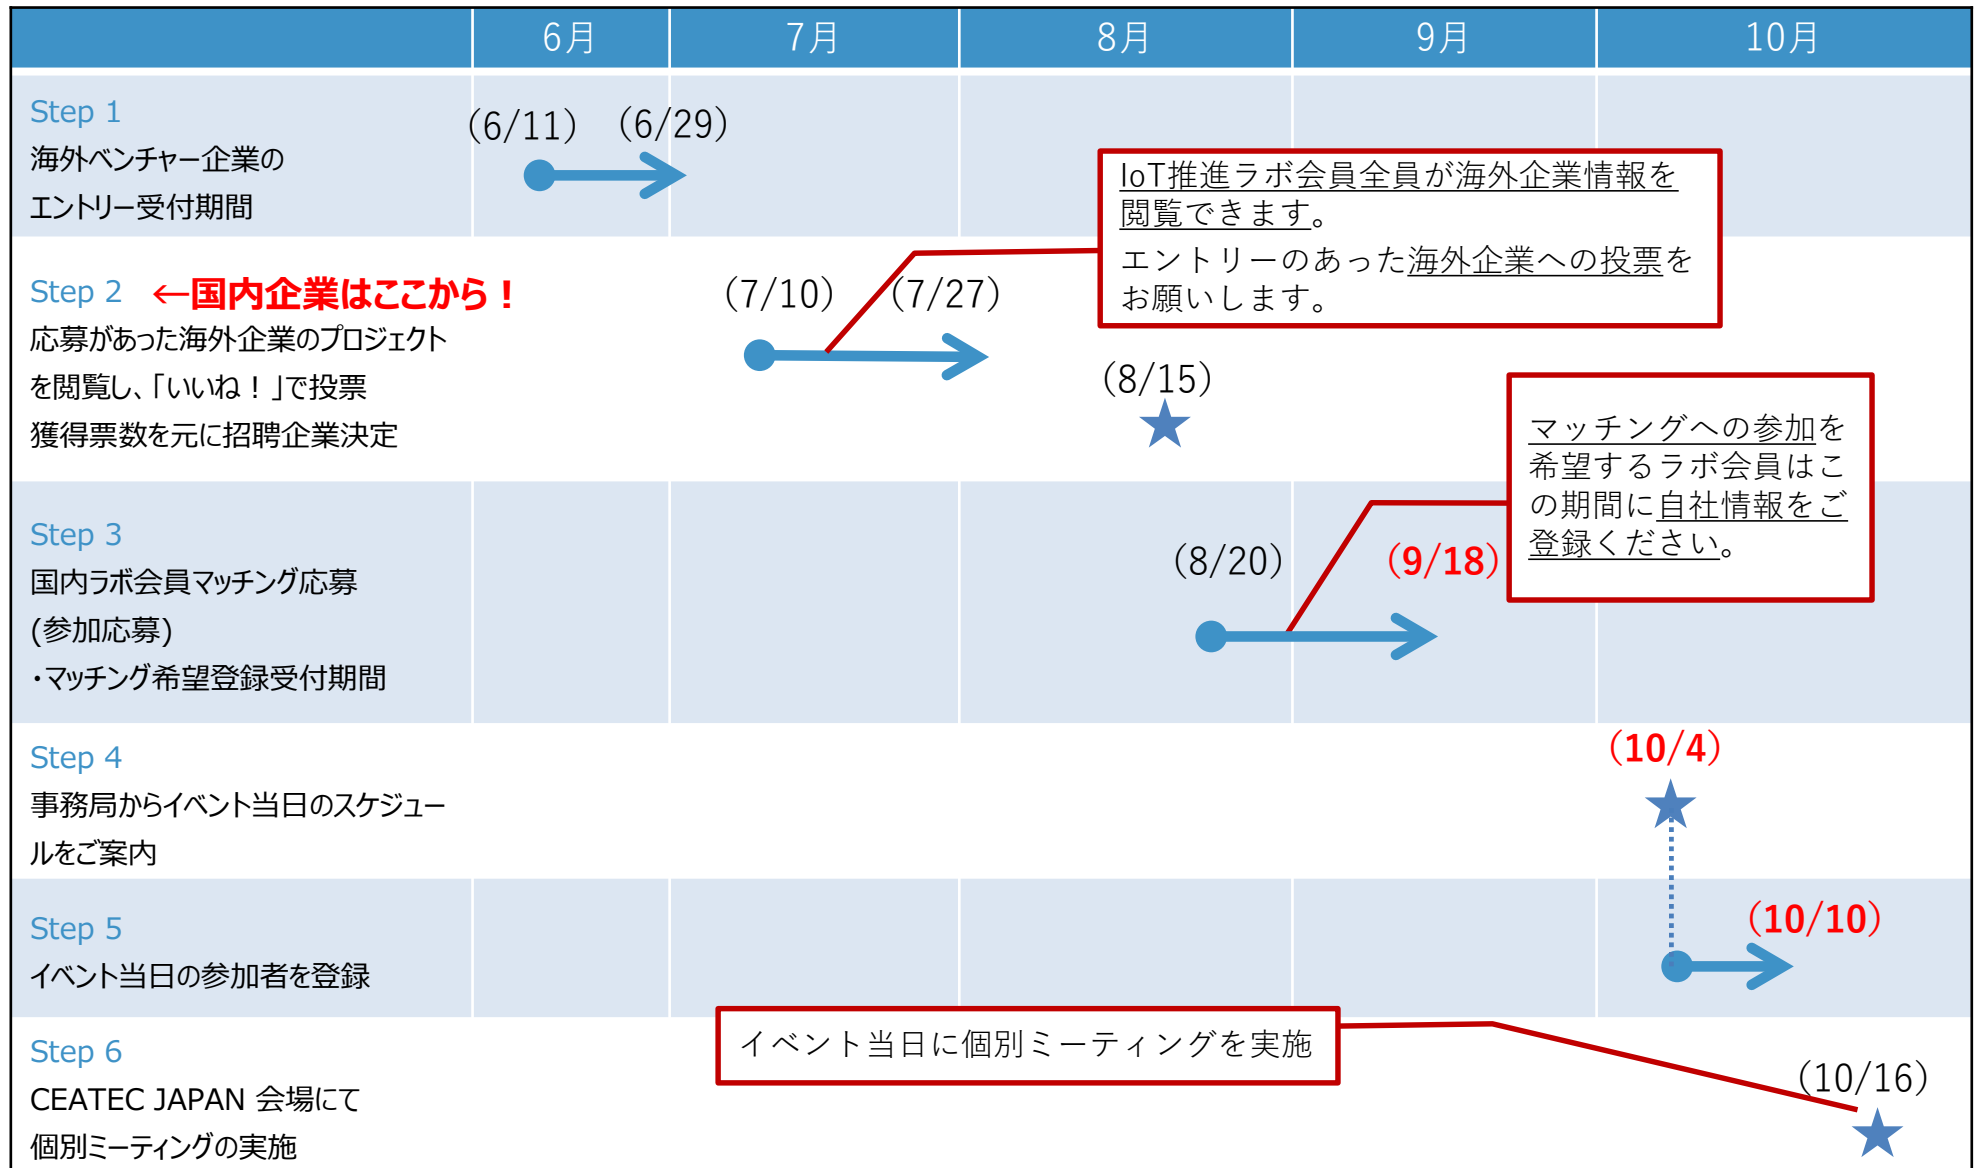 6月 7月 8月 9月 10月
Step 1
海外ベンチャー企業の
エントリー受付期間
(6/11) (6/29)
IoT推進ラボ会員全員が海外企業情報を
閲覧できます。
エントリーのあった海外企業への投票を
お願いします。
Step 2 ←国内企業はここから！
応募があった海外企業のプロジェクト
を閲覧し、「いいね！」で投票
獲得票数を元に招聘企業決定
(7/10) (7/27)
(8/15)
マッチングへの参加を
希望するラボ会員はこ
の期間に自社情報をご
登録ください。
Step 3
国内ラボ会員マッチング応募
(参加応募)
・マッチング希望登録受付期間
(8/20) (9/18)
Step 4
事務局からイベント当日のスケジュー
ルをご案内
(10/4)
Step 5
イベント当日の参加者を登録
(10/10)
Step 6
CEATEC JAPAN 会場にて
個別ミーティングの実施
イベント当日に個別ミーティングを実施
(10/16)